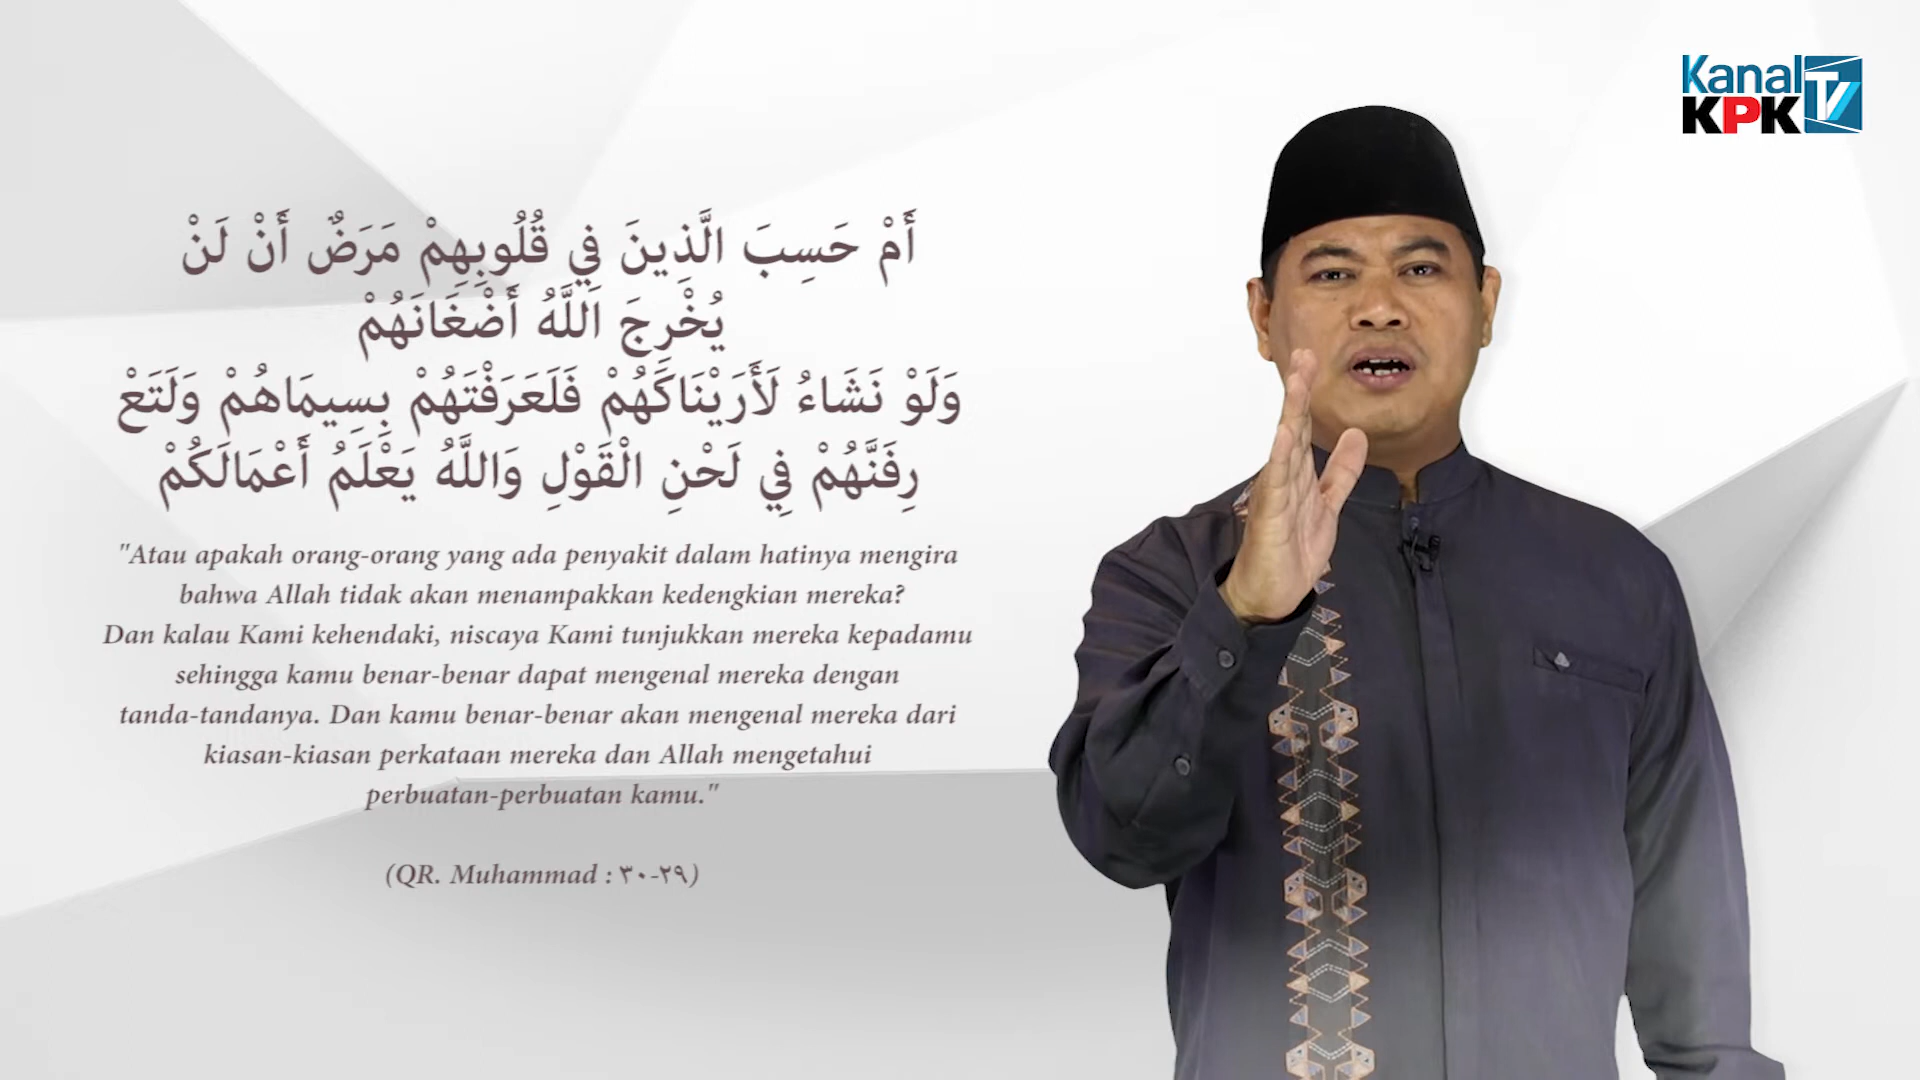 Kanal
KPK TV
أَمْ حَسِبَ الَّذِينَ فِي قُلُوبِهِمْ مَرَضٌ أَنْ لَنْ
يُخْرِجَ اللَّهُ أَضْغَانَهُمْ
وَلَوْ نَشَاءُ لَأَرَيْنَاكَهُمْ فَلَعَرَفْتَهُمْ بِسِيمَاهُمْ وَلَتَعْ
رِفَنَّهُمْ فِي لَحْنِ الْقَوْلِ وَاللَّهُ يَعْلَمُ أَعْمَالَكُمْ
"Atau apakah orang-orang yang ada penyakit dalam hatinya mengira
bahwa Allah tidak akan menampakkan kedengkian mereka?
Dan kalau Kami kehendaki, niscaya Kami tunjukkan mereka kepadamu
sehingga kamu benar-benar dapat mengenal mereka dengan
tanda-tandanya. Dan kamu benar-benar akan mengenal mereka dari
kiasan-kiasan perkataan mereka dan Allah mengetahui
perbuatan-perbuatan kamu."
(QR. Muhammad : ٢٩-٣٠)